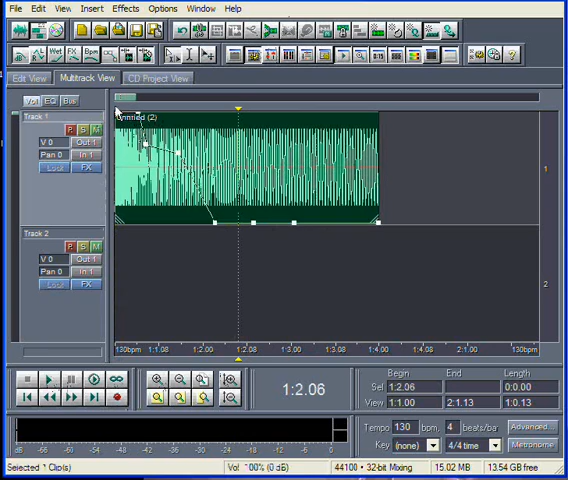 File Edit View Insert Effects Options Window Help
Edit View Multitrack View CD Project View
Vol EQ Bus
Track 1
Untitled (2)
R S M
V 0 Out 1
Pan 0 In 1
Lock FX
1
Track 2
R S M
V 0 Out 1
Pan 0 In 1
Lock FX
2
130bpm 1:1.08 1:2.00 1:2.08 1:3.00 1:3.08 1:4.00 1:4.08 2:1.00 130bpm
Begin End Length
Sel 1:2.06 0:0.00
View 1:1.00 2:1.13 1:0.13
1:2.06
Tempo 130 bpm, 4 beats/ba Advanced...
Key (none) 4/4 time Metronome
dB -66 -60 -54 -48 -42 -36 -30 -24 -18 -12 -6 0
Selected 1 Clip(s) Vol: 100% (0 dB) 44100 • 32-bit Mixing 15.02 MB 13.54 GB free